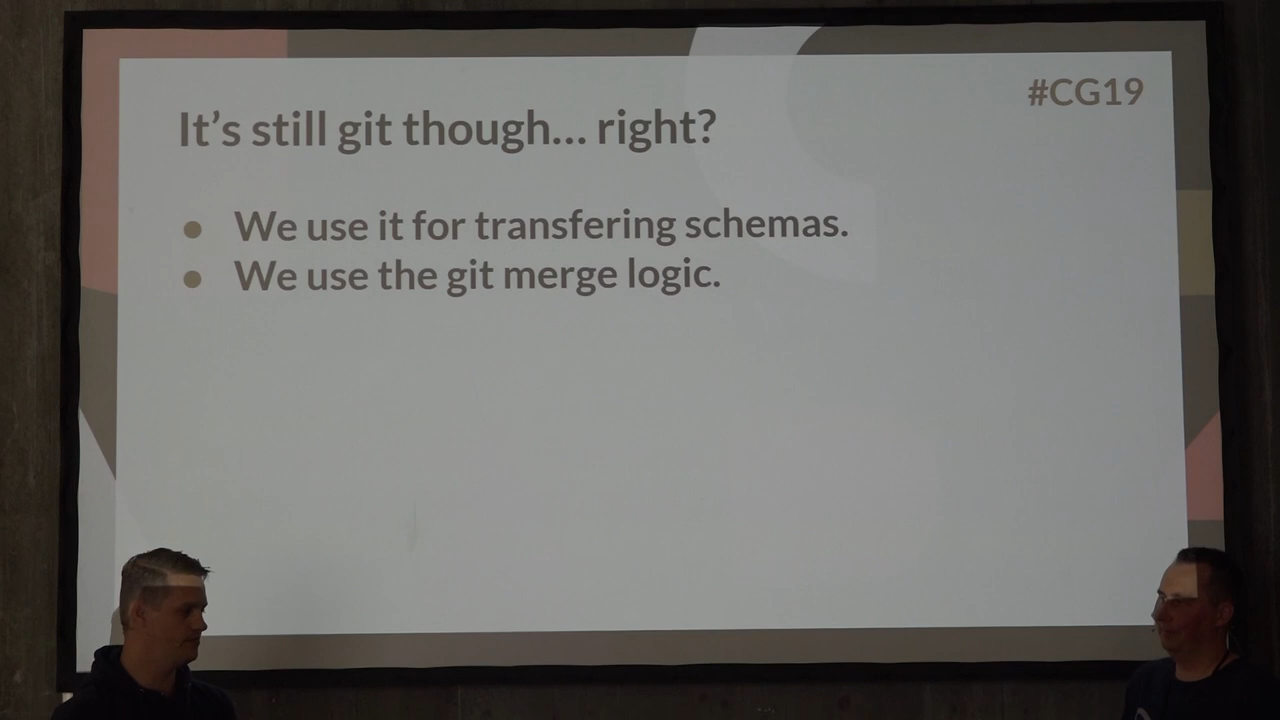 #CG19
It's still git though... right?
● We use it for transfering schemas.
● We use the git merge logic.